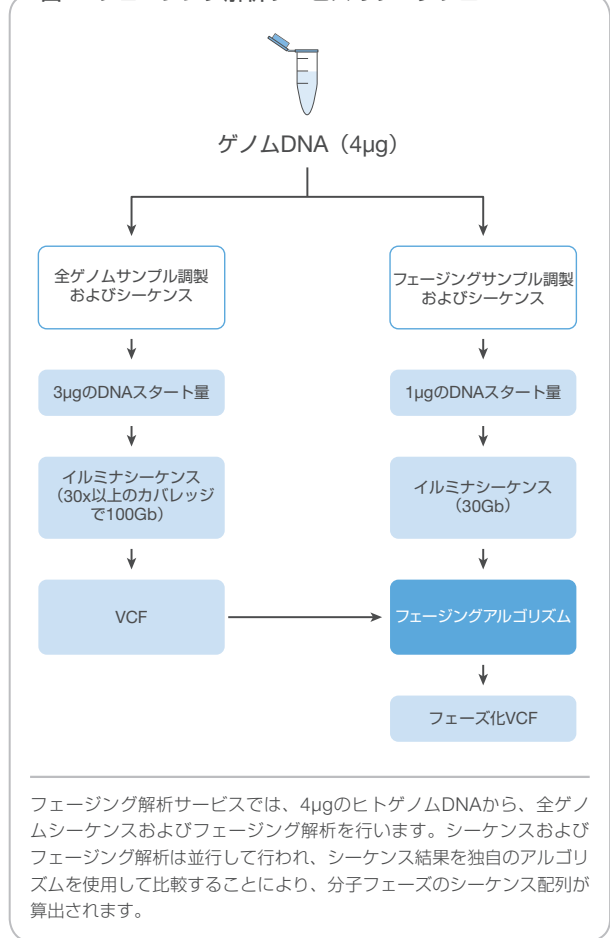 ゲノムDNA（4μg）
全ゲノムサンプル調製
およびシーケンス
フェージングサンプル調製
およびシーケンス
3μgのDNAスタート量
1μgのDNAスタート量
イルミナシーケンス
（30x以上のカバレッジ
で100Gb）
イルミナシーケンス
（30Gb）
VCF
フェージングアルゴリズム
フェーズ化VCF
フェージング解析サービスでは、4μgのヒトゲノムDNAから、全ゲノ
ムシーケンスおよびフェージング解析を行います。シーケンスおよび
フェージング解析は並行して行われ、シーケンス結果を独自のアルゴリ
ズムを使用して比較することにより、分子フェーズのシーケンス配列が
算出されます。